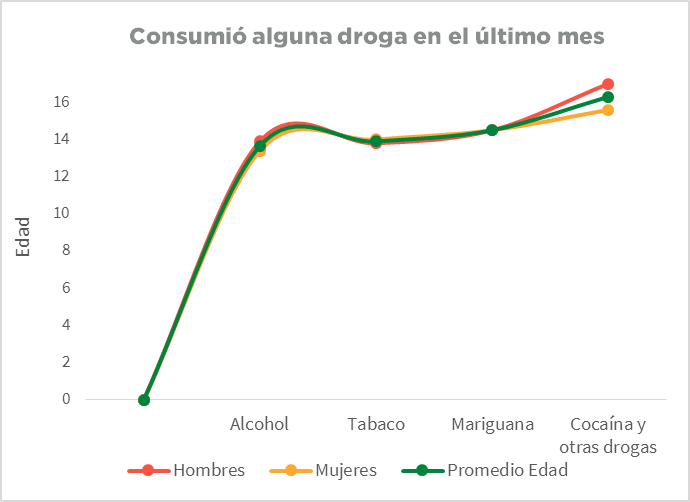 Consumió alguna droga en el último mes
16
14
12
10
8
6
4
2
0
Edad
Alcohol
Tabaco
Mariguana
Cocaína y
otras drogas
Hombres
Mujeres
Promedio Edad